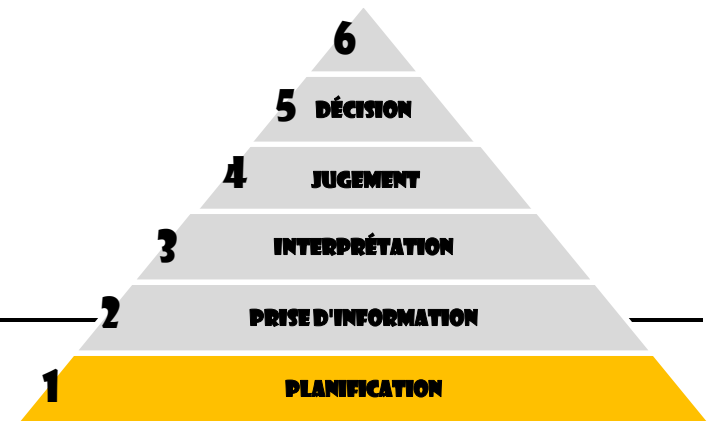 6
5 DÉCISION
4 JUGEMENT
3 INTERPRÉTATION
2 PRISE D'INFORMATION
1 PLANIFICATION